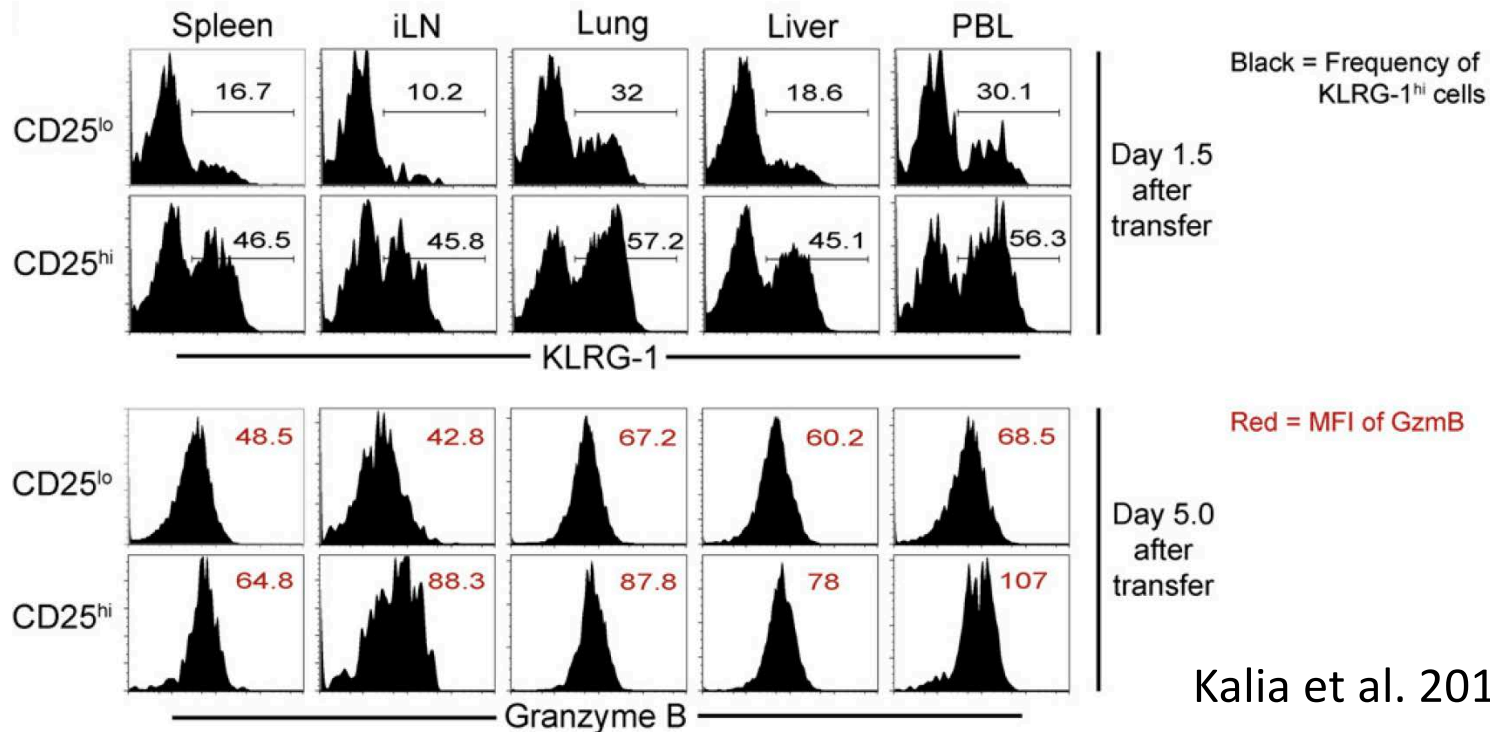 Spleen iLN Lung Liver PBL
CD25lo 16.7 10.2 32 18.6 30.1
CD25hi 46.5 45.8 57.2 45.1 56.3
KLRG-1
Day 1.5
after
transfer
Black = Frequency of
KLRG-1hi cells
CD25lo 48.5 42.8 67.2 60.2 68.5
CD25hi 64.8 88.3 87.8 78 107
Granzyme B
Day 5.0
after
transfer
Red = MFI of GzmB
Kalia et al. 201